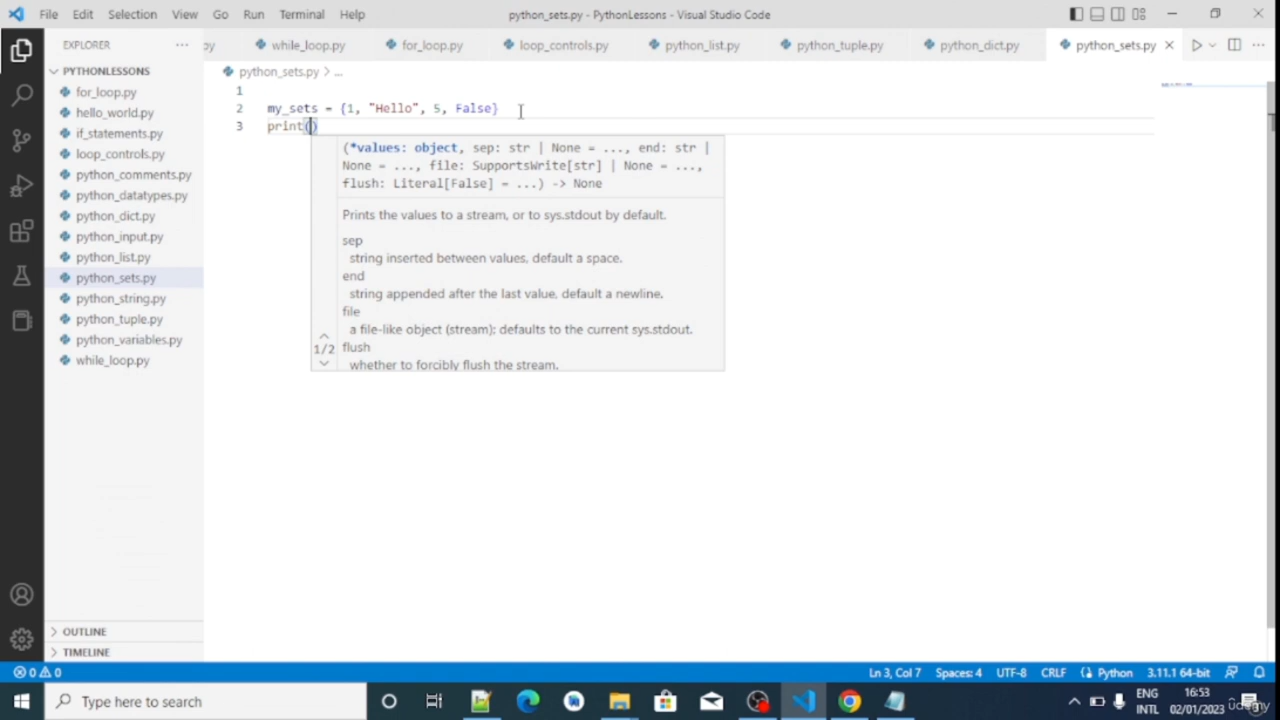 File Edit Selection View Go Run Terminal Help
python_sets.py - PythonLessons - Visual Studio Code
EXPLORER
py while_loop.py for_loop.py loop_controls.py python_list.py python_tuple.py python_dict.py python_sets.py
PYTHONLESSONS
python_sets.py > ...
for_loop.py
hello_world.py
if_statements.py
loop_controls.py
python_comments.py
python_datatypes.py
python_dict.py
python_input.py
python_list.py
python_sets.py
python_string.py
python_tuple.py
python_variables.py
while_loop.py
OUTLINE
TIMELINE
1
2 my_sets = {1, "Hello", 5, False}
3 print()
(*values: object, sep: str | None = ..., end: str |
None = ..., file: SupportsWrite[str] | None = ...,
flush: Literal[False] = ...) -> None
Prints the values to a stream, or to sys.stdout by default.
sep
string inserted between values, default a space.
end
string appended after the last value, default a newline.
file
a file-like object (stream); defaults to the current sys.stdout.
1/2 flush
whether to forcibly flush the stream.
0 0 Ln 3, Col 7 Spaces: 4 UTF-8 CRLF Python 3.11.1 64-bit
Type here to search
ENG
INTL
16:53
02/01/2023
udemy